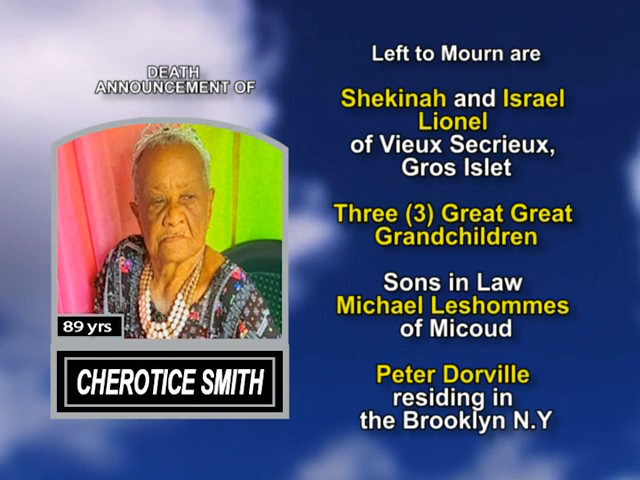 DEATH
ANNOUNCEMENT OF
89 yrs
CHEROTICE SMITH
Left to Mourn are
Shekinah and Israel
Lionel
of Vieux Secrieux,
Gros Islet
Three (3) Great Great
Grandchildren
Sons in Law
Michael Leshommes
of Micoud
Peter Dorville
residing in
the Brooklyn N.Y